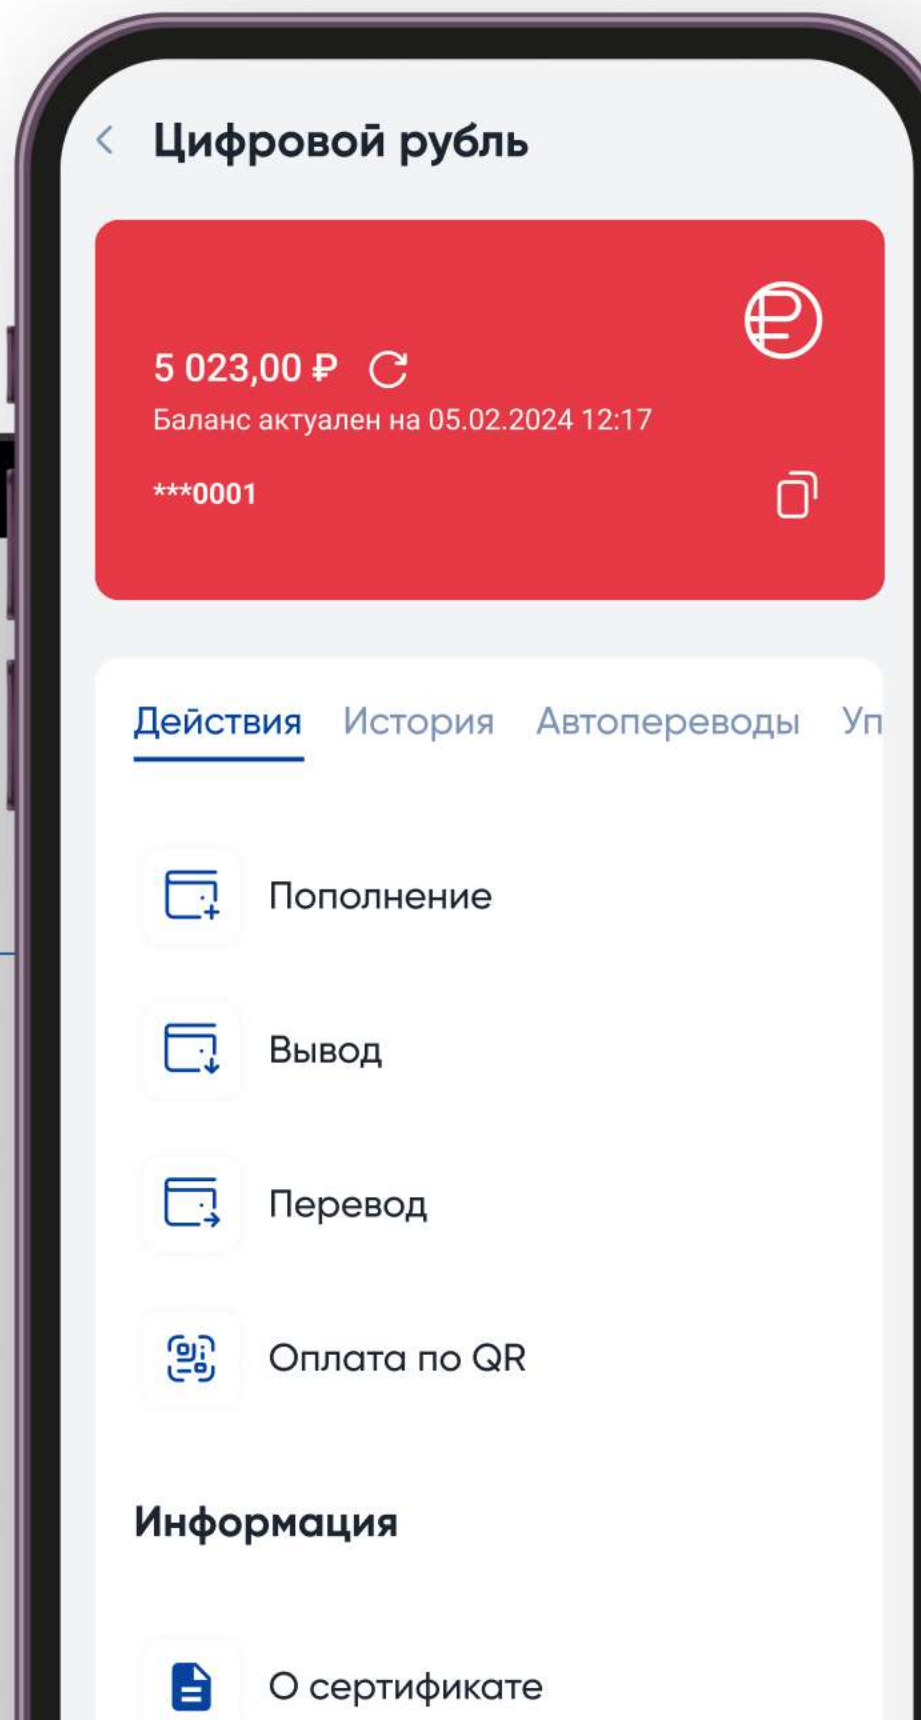 Цифровой рубль
5 023,00 ₽
Баланс актуален на 05.02.2024 12:17
***0001
Действия История Автопереводы Уп
Пополнение
Вывод
Перевод
Оплата по QR
Информация
О сертификате